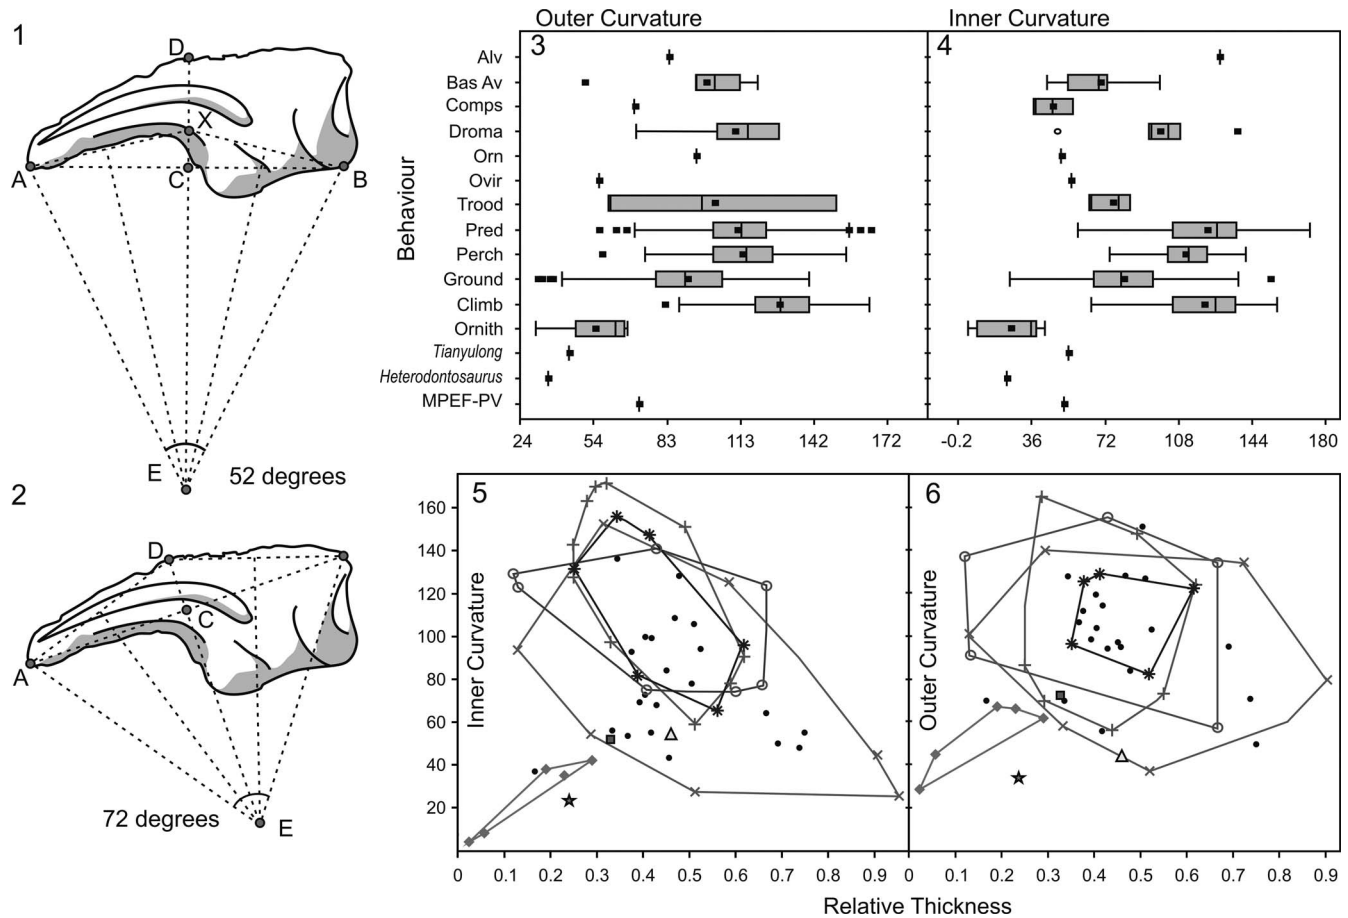 1
D
X
A
C
B
E
52 degrees
2
D
C
A
72 degrees
E
Outer Curvature
Inner Curvature
3
4
Behaviour
Alv
Bas Av
Comps
Droma
Orn
Ovir
Trood
Pred
Perch
Ground
Climb
Ornith
Tianyulong
Heterodontosaurus
MPEF-PV
24 54 83 113 142 172
-0.2 36 72 108 144 180
5
6
Inner Curvature
160
140
120
100
80
60
40
20
Outer Curvature
0 0.1 0.2 0.3 0.4 0.5 0.6 0.7 0.8 0.9
0 0.1 0.2 0.3 0.4 0.5 0.6 0.7 0.8 0.9
Relative Thickness